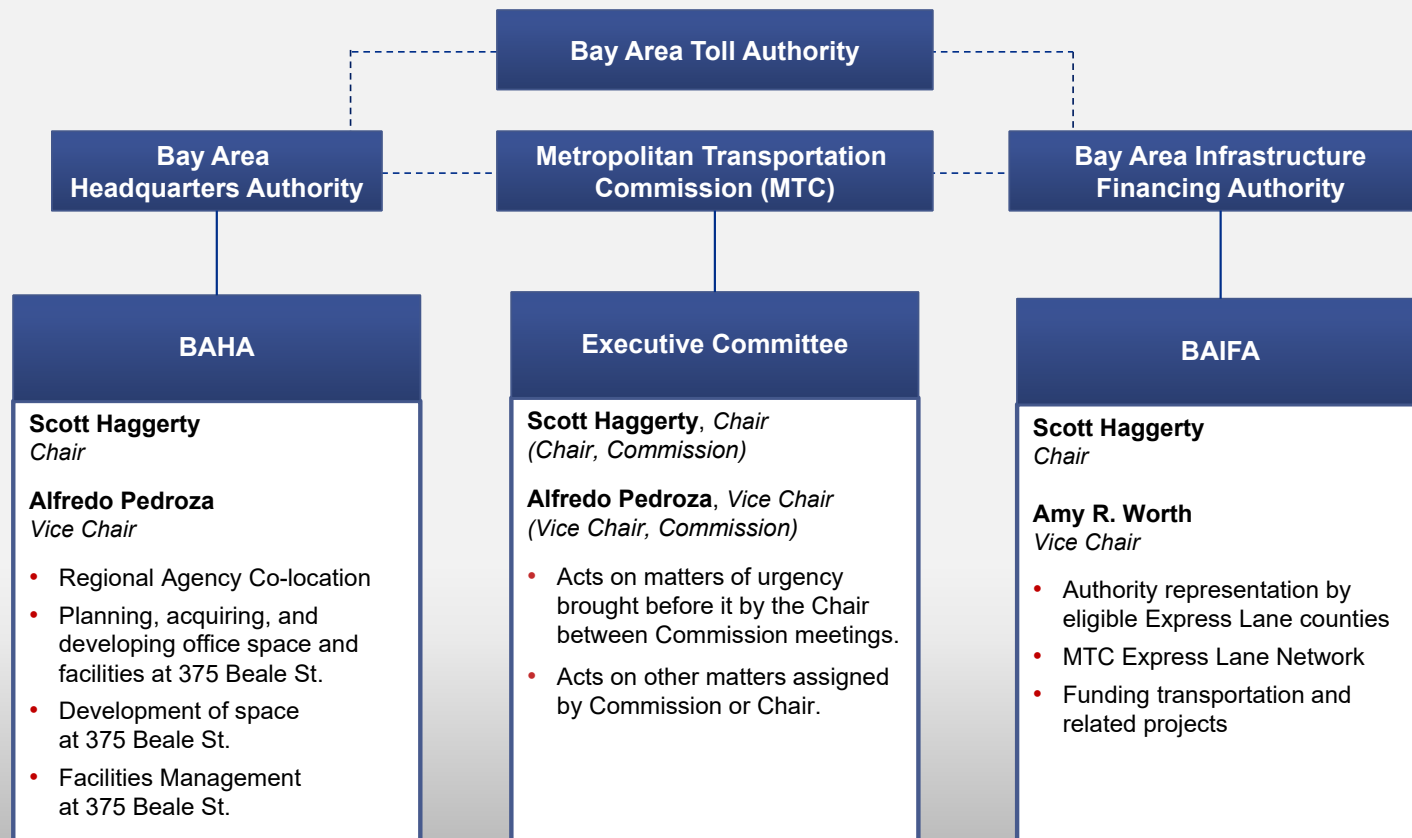 Bay Area Toll Authority
Bay Area
Headquarters Authority
Metropolitan Transportation
Commission (MTC)
Bay Area Infrastructure
Financing Authority
BAHA
Scott Haggerty
Chair
Alfredo Pedroza
Vice Chair
• Regional Agency Co-location
• Planning, acquiring, and
developing office space and
facilities at 375 Beale St.
• Development of space
at 375 Beale St.
• Facilities Management
at 375 Beale St.
Executive Committee
Scott Haggerty, Chair
(Chair, Commission)
Alfredo Pedroza, Vice Chair
(Vice Chair, Commission)
• Acts on matters of urgency
brought before it by the Chair
between Commission meetings.
• Acts on other matters assigned
by Commission or Chair.
BAIFA
Scott Haggerty
Chair
Amy R. Worth
Vice Chair
• Authority representation by
eligible Express Lane counties
• MTC Express Lane Network
• Funding transportation and
related projects